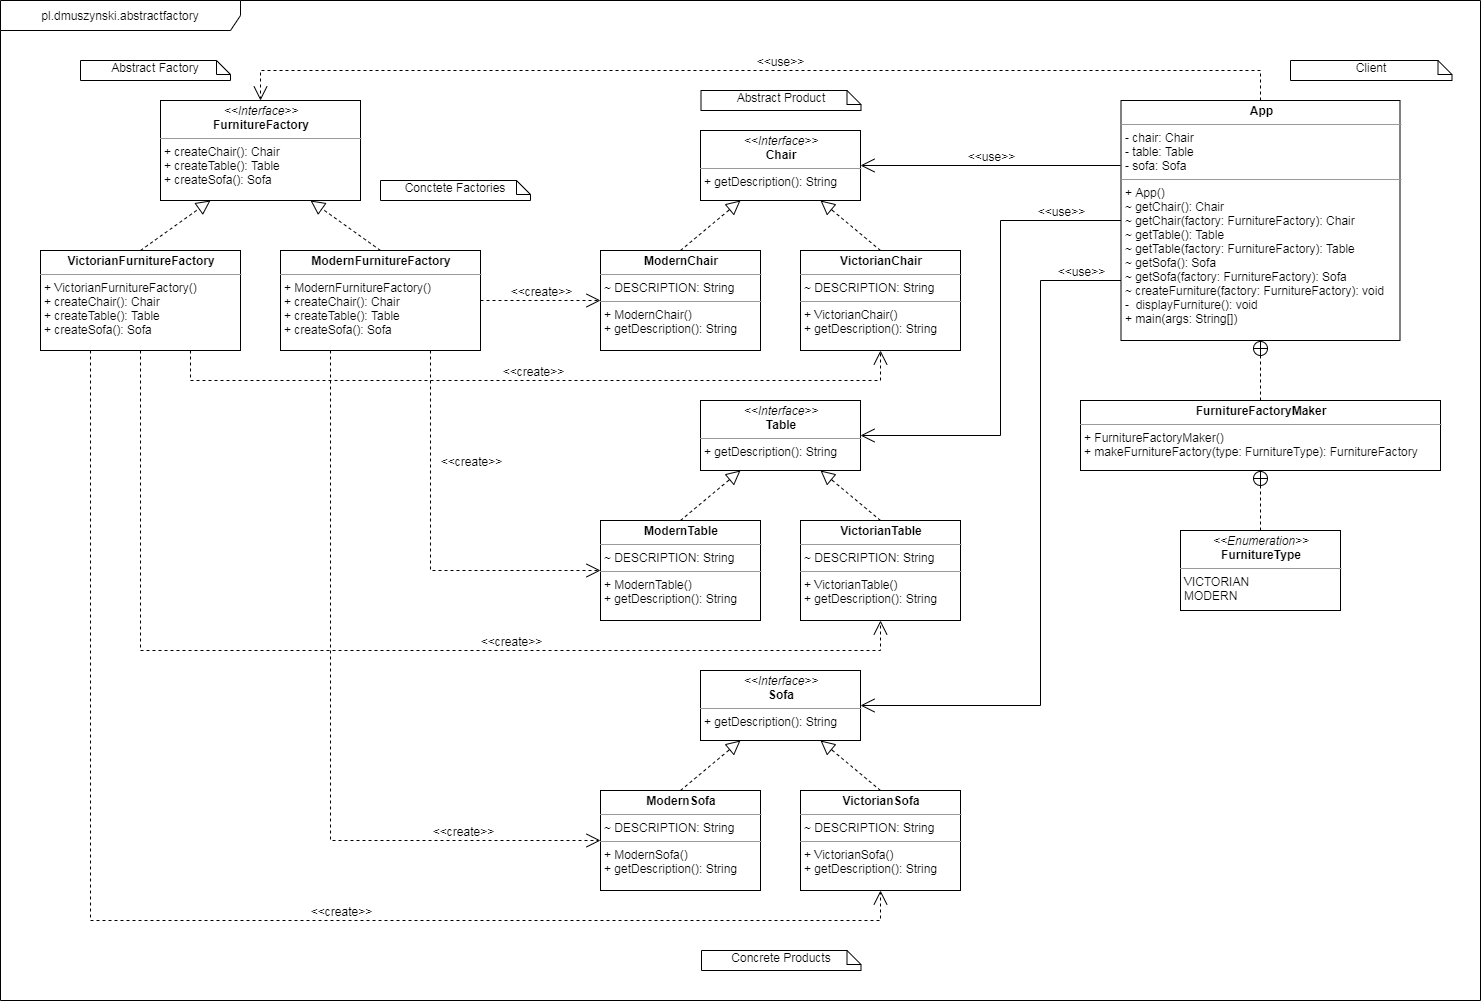 pl.dmuszynski.abstractfactory
Abstract Factory
<<use>>
Client
<<Interface>>
FurnitureFactory
+ createChair(): Chair
+ createTable(): Table
+ createSofa(): Sofa
Abstract Product
<<Interface>>
Chair
+ getDescription(): String
<<use>>
App
- chair: Chair
- table: Table
- sofa: Sofa
+ App()
~ getChair(): Chair
~ getChair(factory: FurnitureFactory): Chair
~ getTable(): Table
~ getTable(factory: FurnitureFactory): Table
~ getSofa(): Sofa
~ getSofa(factory: FurnitureFactory): Sofa
~ createFurniture(factory: FurnitureFactory): void
- displayFurniture(): void
+ main(args: String[])
Conctete Factories
<<use>>
<<use>>
VictorianFurnitureFactory
+ VictorianFurnitureFactory()
+ createChair(): Chair
+ createTable(): Table
+ createSofa(): Sofa
ModernFurnitureFactory
+ ModernFurnitureFactory()
+ createChair(): Chair
+ createTable(): Table
+ createSofa(): Sofa
<<create>>
ModernChair
~ DESCRIPTION: String
+ ModernChair()
+ getDescription(): String
VictorianChair
~ DESCRIPTION: String
+ VictorianChair()
+ getDescription(): String
<<create>>
<<Interface>>
Table
+ getDescription(): String
FurnitureFactoryMaker
+ FurnitureFactoryMaker()
+ makeFurnitureFactory(type: FurnitureType): FurnitureFactory
<<create>>
ModernTable
~ DESCRIPTION: String
+ ModernTable()
+ getDescription(): String
VictorianTable
~ DESCRIPTION: String
+ VictorianTable()
+ getDescription(): String
<<Enumeration>>
FurnitureType
VICTORIAN
MODERN
<<create>>
<<Interface>>
Sofa
+ getDescription(): String
<<create>>
ModernSofa
~ DESCRIPTION: String
+ ModernSofa()
+ getDescription(): String
VictorianSofa
~ DESCRIPTION: String
+ VictorianSofa()
+ getDescription(): String
<<create>>
Concrete Products